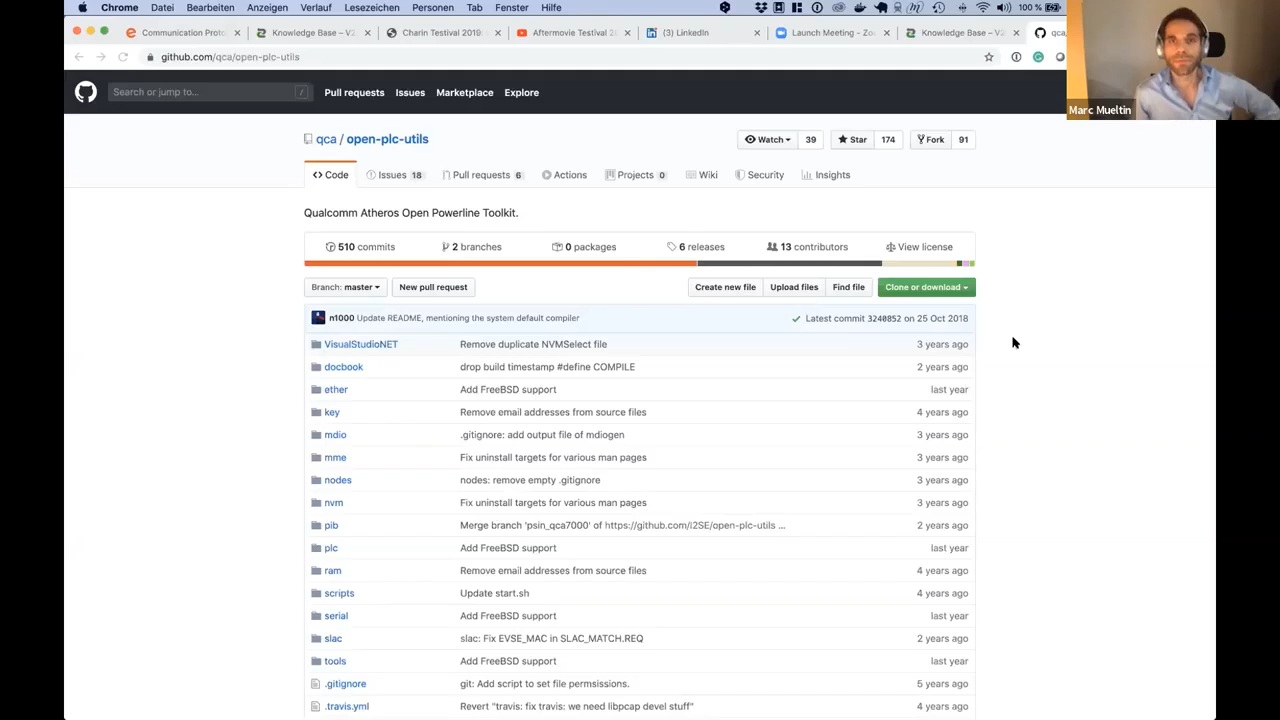 Chrome Datei Bearbeiten Anzeigen Verlauf Lesezeichen Personen Tab Fenster Hilfe 100 %
Communication Proto
Knowledge Base – V2
Charin Testival 2019:
Aftermovie Testival 2
(3) LinkedIn
Launch Meeting - Zo
Knowledge Base – V2
qca/
github.com/qca/open-plc-utils
Search or jump to... /
Pull requests Issues Marketplace Explore
Marc Mueltin
qca / open-plc-utils
Watch 39 Star 174 Fork 91
Code Issues 18 Pull requests 6 Actions Projects 0 Wiki Security Insights
Qualcomm Atheros Open Powerline Toolkit.
510 commits 2 branches 0 packages 6 releases 13 contributors View license
Branch: master New pull request Create new file Upload files Find file Clone or download
n1000 Update README, mentioning the system default compiler Latest commit 3240852 on 25 Oct 2018
VisualStudioNET Remove duplicate NVMSelect file 3 years ago
docbook drop build timestamp #define COMPILE 2 years ago
ether Add FreeBSD support last year
key Remove email addresses from source files 4 years ago
mdio .gitignore: add output file of mdiogen 3 years ago
mme Fix uninstall targets for various man pages 3 years ago
nodes nodes: remove empty .gitignore 3 years ago
nvm Fix uninstall targets for various man pages 3 years ago
pib Merge branch 'psin_qca7000' of https://github.com/i2SE/open-plc-utils ... 2 years ago
plc Add FreeBSD support last year
ram Remove email addresses from source files 4 years ago
scripts Update start.sh 4 years ago
serial Add FreeBSD support last year
slac slac: Fix EVSE_MAC in SLAC_MATCH.REQ 2 years ago
tools Add FreeBSD support last year
.gitignore git: Add script to set file permsissions. 5 years ago
.travis.yml Revert "travis: fix travis: we need libpcap devel stuff" 4 years ago